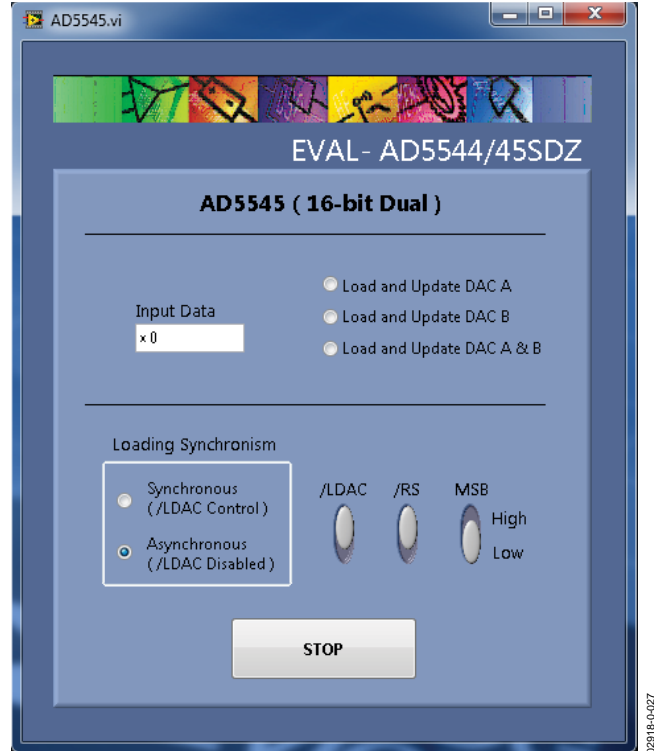 AD5545.vi
EVAL- AD5544/45SDZ
AD5545 ( 16-bit Dual )
Load and Update DAC A
Input Data
Load and Update DAC B
x 0
Load and Update DAC A & B
Loading Synchronism
Synchronous
( /LDAC Control )
Asynchronous
( /LDAC Disabled )
/LDAC
/RS
MSB
High
Low
STOP
02918-0-027